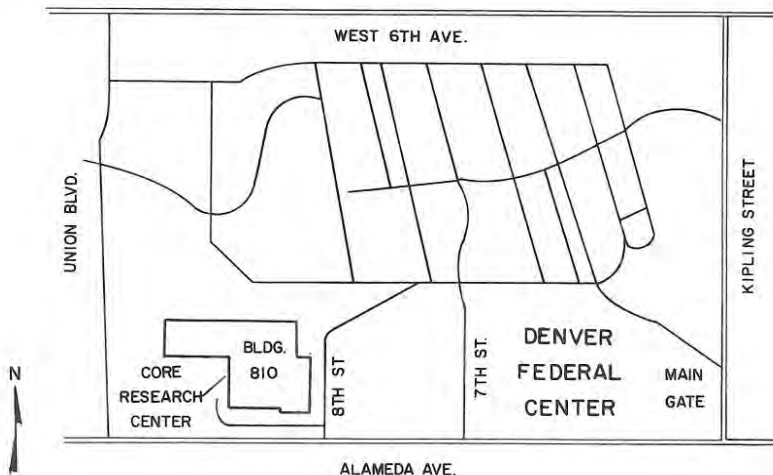 WEST 6TH AVE.
UNION BLVD.
KIPLING STREET
BLDG.
810
CORE
RESEARCH
CENTER
8TH ST
7TH ST.
DENVER
FEDERAL
CENTER
MAIN
GATE
N
ALAMEDA AVE.